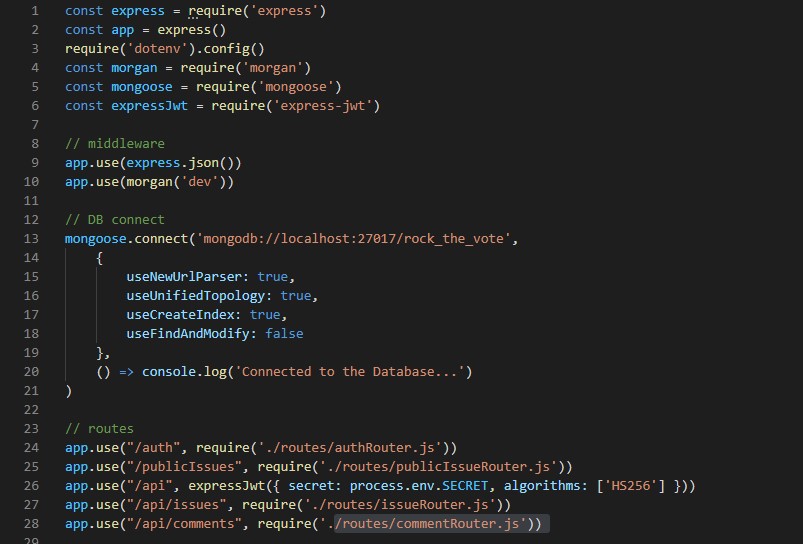 1 const express = require('express')
2 const app = express()
3 require('dotenv').config()
4 const morgan = require('morgan')
5 const mongoose = require('mongoose')
6 const expressJwt = require('express-jwt')
7
8 // middleware
9 app.use(express.json())
10 app.use(morgan('dev'))
11
12 // DB connect
13 mongoose.connect('mongodb://localhost:27017/rock_the_vote',
14     {
15         useNewUrlParser: true,
16         useUnifiedTopology: true,
17         useCreateIndex: true,
18         useFindAndModify: false
19     },
20     () => console.log('Connected to the Database...')
21 )
22
23 // routes
24 app.use("/auth", require('./routes/authRouter.js'))
25 app.use("/publicIssues", require('./routes/publicIssueRouter.js'))
26 app.use("/api", expressJwt({ secret: process.env.SECRET, algorithms: ['HS256'] }))
27 app.use("/api/issues", require('./routes/issueRouter.js'))
28 app.use("/api/comments", require('./routes/commentRouter.js'))
29